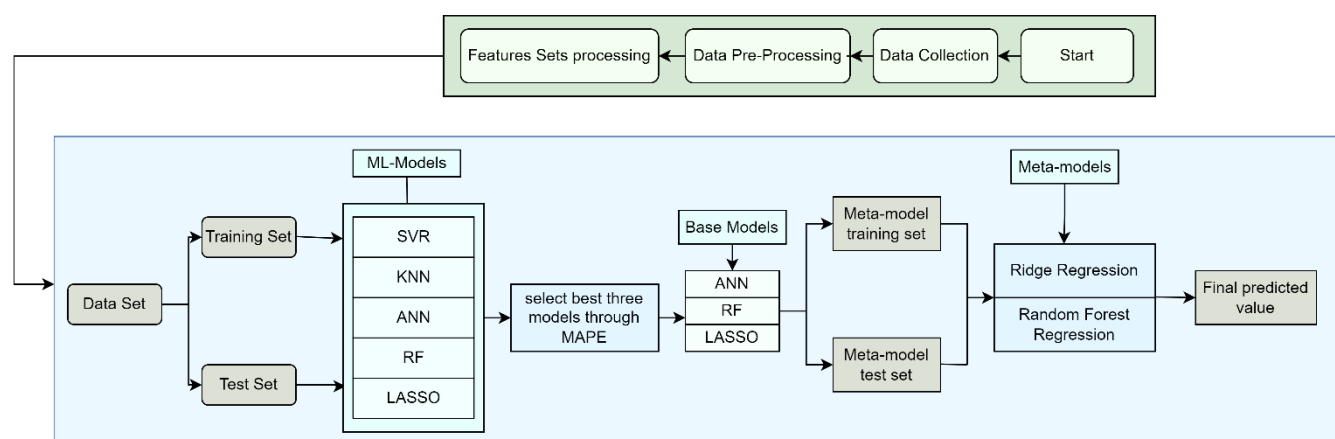 Features Sets processing
Data Pre-Processing
Data Collection
Start
ML-Models
Meta-models
Training Set
SVR
KNN
ANN
RF
LASSO
Base Models
Meta-model
training set
Data Set
select best three
models through
MAPE
ANN
RF
LASSO
Ridge Regression
Random Forest
Regression
Final predicted
value
Test Set
Meta-model
test set